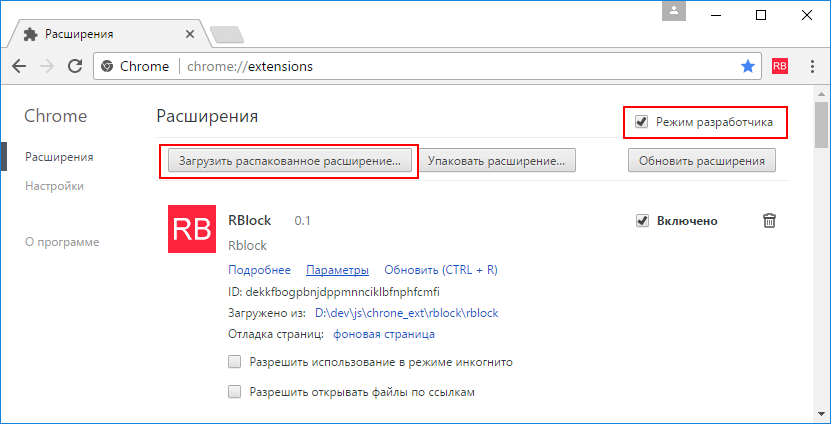 Расширения
Chrome chrome://extensions RB
Chrome Расширения Режим разработчика
Расширения Загрузить распакованное расширение... Упаковать расширение... Обновить расширения
Настройки
О программе
RB RBlock 0.1 Включено
Rblock
Подробнее Параметры Обновить (CTRL + R)
ID: dekkfbogpbnjdppmnnciklbfnphfcmfi
Загружено из: D:\dev\js\chrone_ext\rblock\rblock
Отладка страниц: фоновая страница
Разрешить использование в режиме инкогнито
Разрешить открывать файлы по ссылкам